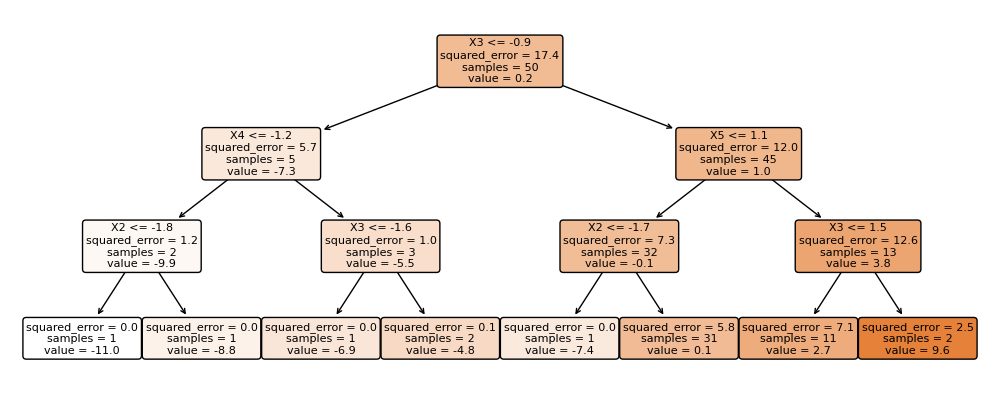 X3 <= -0.9
squared_error = 17.4
samples = 50
value = 0.2
X4 <= -1.2
squared_error = 5.7
samples = 5
value = -7.3
X5 <= 1.1
squared_error = 12.0
samples = 45
value = 1.0
X2 <= -1.8
squared_error = 1.2
samples = 2
value = -9.9
X3 <= -1.6
squared_error = 1.0
samples = 3
value = -5.5
X2 <= -1.7
squared_error = 7.3
samples = 32
value = -0.1
X3 <= 1.5
squared_error = 12.6
samples = 13
value = 3.8
squared_error = 0.0
samples = 1
value = -11.0
squared_error = 0.0
samples = 1
value = -8.8
squared_error = 0.0
samples = 1
value = -6.9
squared_error = 0.1
samples = 2
value = -4.8
squared_error = 0.0
samples = 1
value = -7.4
squared_error = 5.8
samples = 31
value = 0.1
squared_error = 7.1
samples = 11
value = 2.7
squared_error = 2.5
samples = 2
value = 9.6